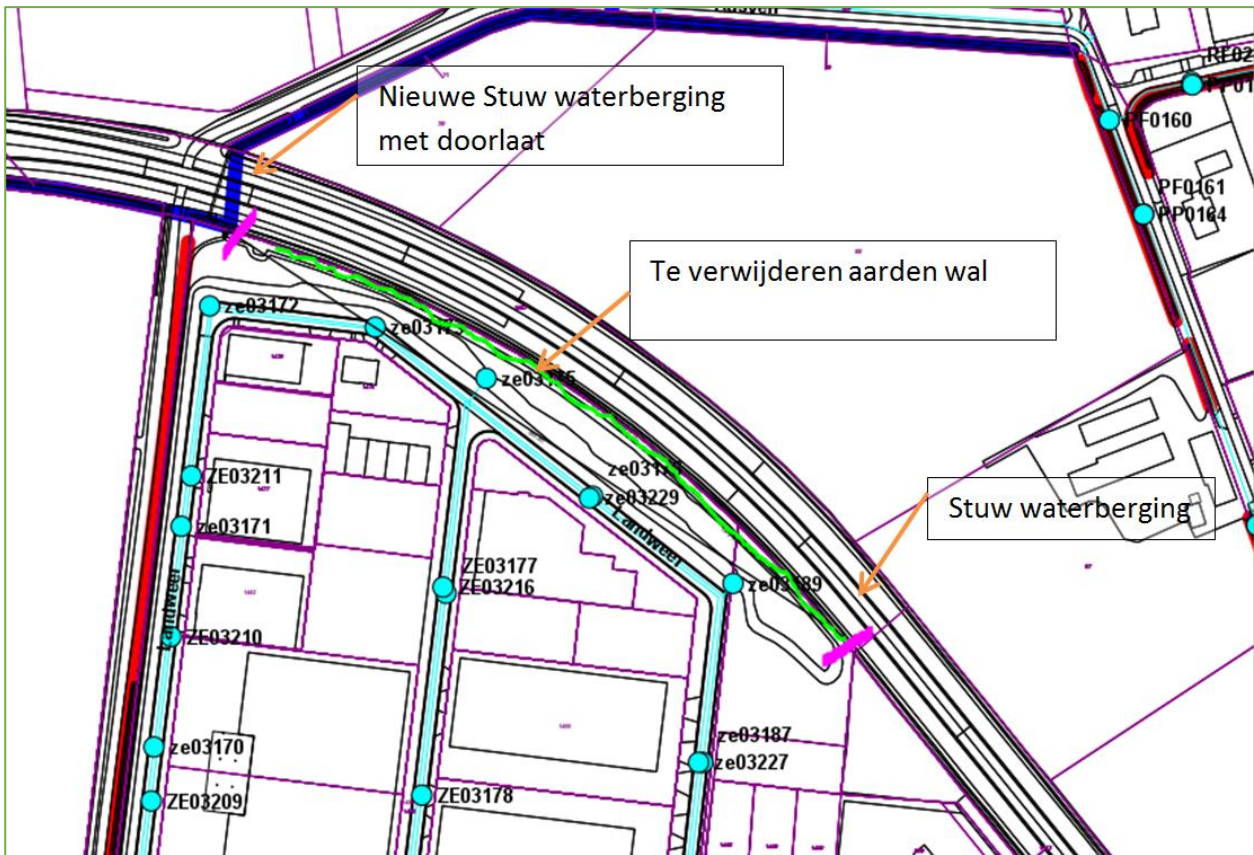 Nieuwe Stuw waterberging
met doorlaat
Te verwijderen aarden wal
Stuw waterberging
PF0160
PF0161
PP0164
ze03172
ZE03211
ze03171
ze03229
Landweer
ze03189
ZE03177
ZE03216
Landweer
ZE03210
ze03187
ze03227
ze03170
ZE03209
ZE03178